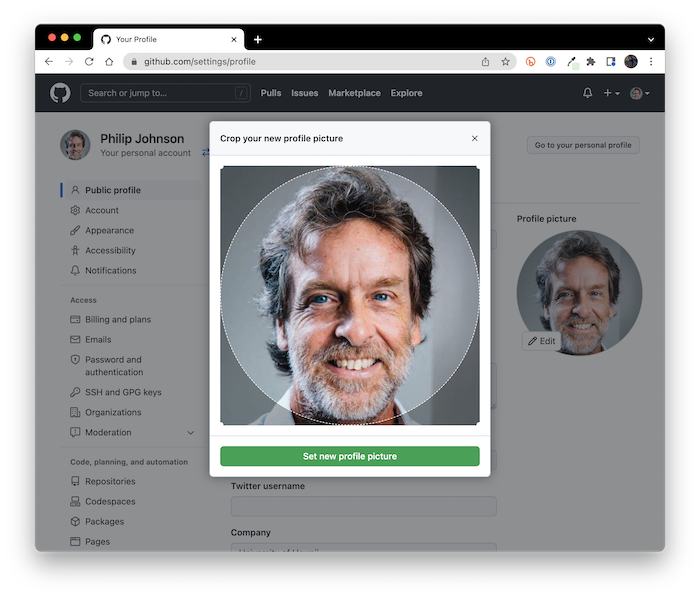 Your Profile
github.com/settings/profile
Search or jump to...
/
Pulls
Issues
Marketplace
Explore
Philip Johnson
Your personal account
Go to your personal profile
Crop your new profile picture
Public profile
Account
Appearance
Accessibility
Notifications
Access
Billing and plans
Emails
Password and
authentication
SSH and GPG keys
Organizations
Moderation
Code, planning, and automation
Repositories
Codespaces
Packages
Pages
Profile picture
Edit
Set new profile picture
Twitter username
Company
University of Hawaii